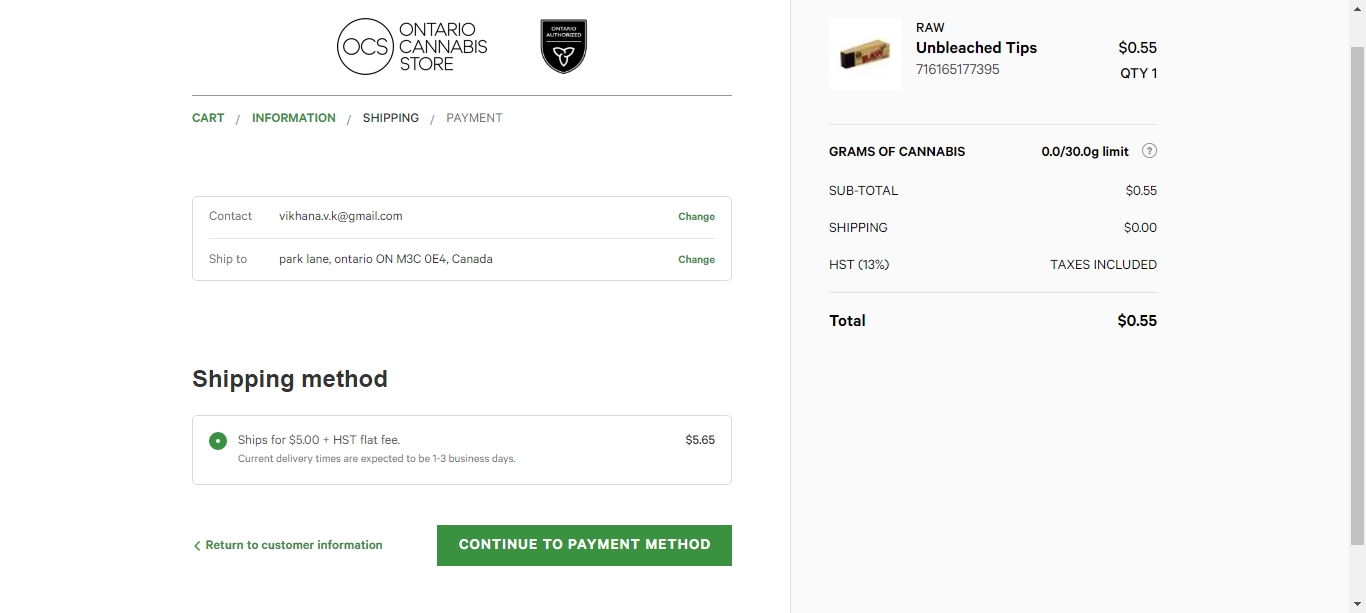 OCS
ONTARIO
CANNABIS
STORE
ONTARIO
AUTHORIZED
CART / INFORMATION / SHIPPING / PAYMENT
Contact vikhana.v.k@gmail.com Change
Ship to park lane, ontario ON M3C 0E4, Canada Change
Shipping method
Ships for $5.00 + HST flat fee. $5.65
Current delivery times are expected to be 1-3 business days.
< Return to customer information
CONTINUE TO PAYMENT METHOD
RAW
RAW
Unbleached Tips $0.55
716165177395 QTY 1
GRAMS OF CANNABIS 0.0/30.0g limit ?
SUB-TOTAL $0.55
SHIPPING $0.00
HST (13%) TAXES INCLUDED
Total $0.55